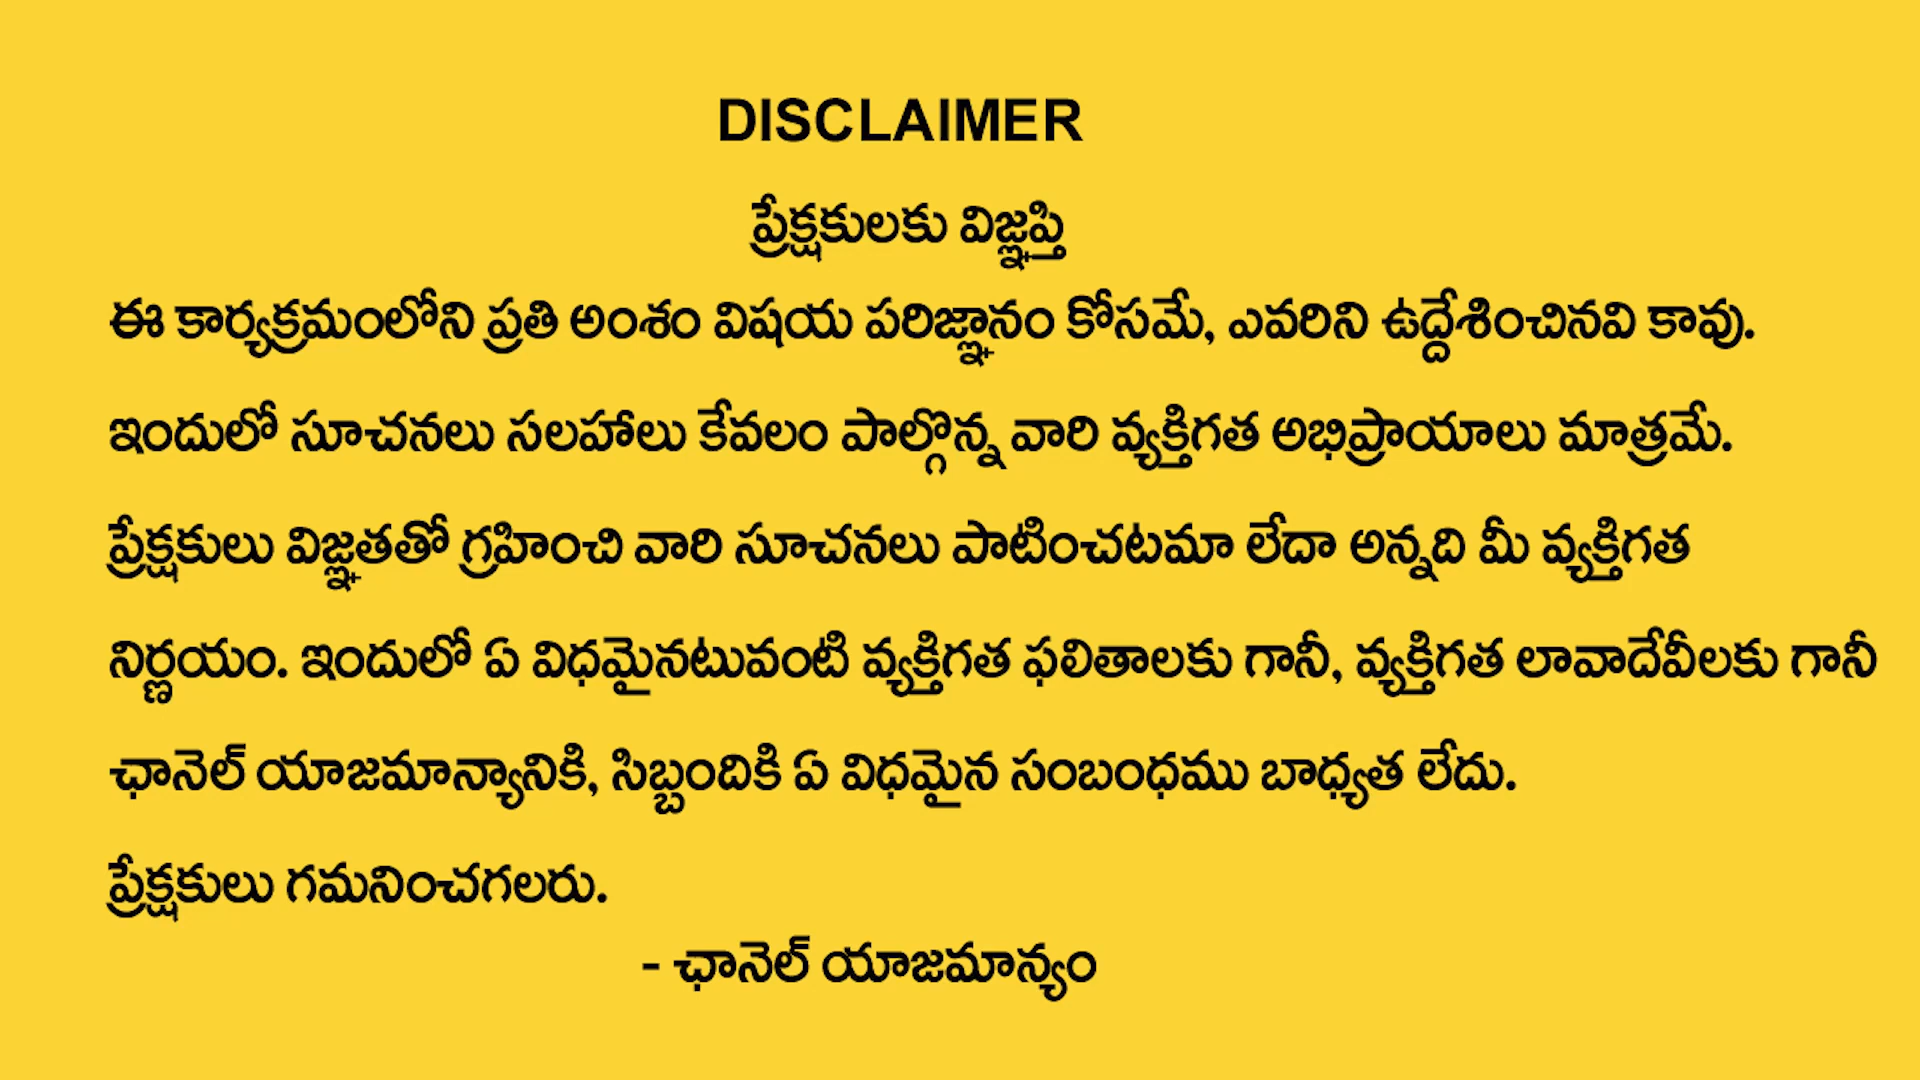 DISCLAIMER
ప్రేక్షకులకు విజ్ఞప్తి
ఈ కార్యక్రమంలోని ప్రతి అంశం విషయ పరిజ్ఞానం కోసమే, ఎవరిని ఉద్దేశించినవి కావు.
ఇందులో సూచనలు సలహాలు కేవలం పాల్గొన్న వారి వ్యక్తిగత అభిప్రాయాలు మాత్రమే.
ప్రేక్షకులు విజ్ఞతతో గ్రహించి వారి సూచనలు పాటించటమా లేదా అన్నది మీ వ్యక్తిగత
నిర్ణయం. ఇందులో ఏ విధమైనటువంటి వ్యక్తిగత ఫలితాలకు గానీ, వ్యక్తిగత లావాదేవీలకు గానీ
ఛానెల్ యాజమాన్యానికి, సిబ్బందికి ఏ విధమైన సంబంధము బాధ్యత లేదు.
ప్రేక్షకులు గమనించగలరు.
- ఛానెల్ యాజమాన్యం